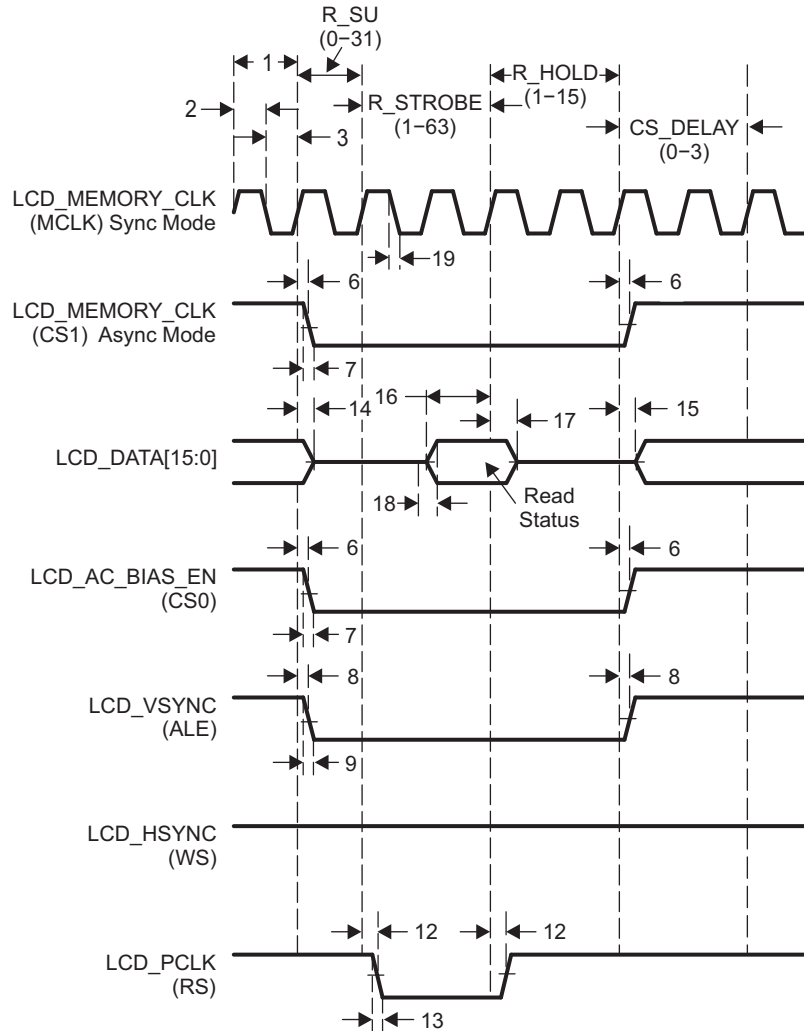 R_SU
(0−31)
1
R_HOLD
(1−15)
2
R_STROBE
(1−63)
3
CS_DELAY
(0−3)
LCD_MEMORY_CLK
(MCLK) Sync Mode
19
6
6
LCD_MEMORY_CLK
(CS1) Async Mode
7
16
14
17
15
LCD_DATA[15:0]
18
Read
Status
6
6
LCD_AC_BIAS_EN
(CS0)
7
8
8
LCD_VSYNC
(ALE)
9
LCD_HSYNC
(WS)
12
12
LCD_PCLK
(RS)
13